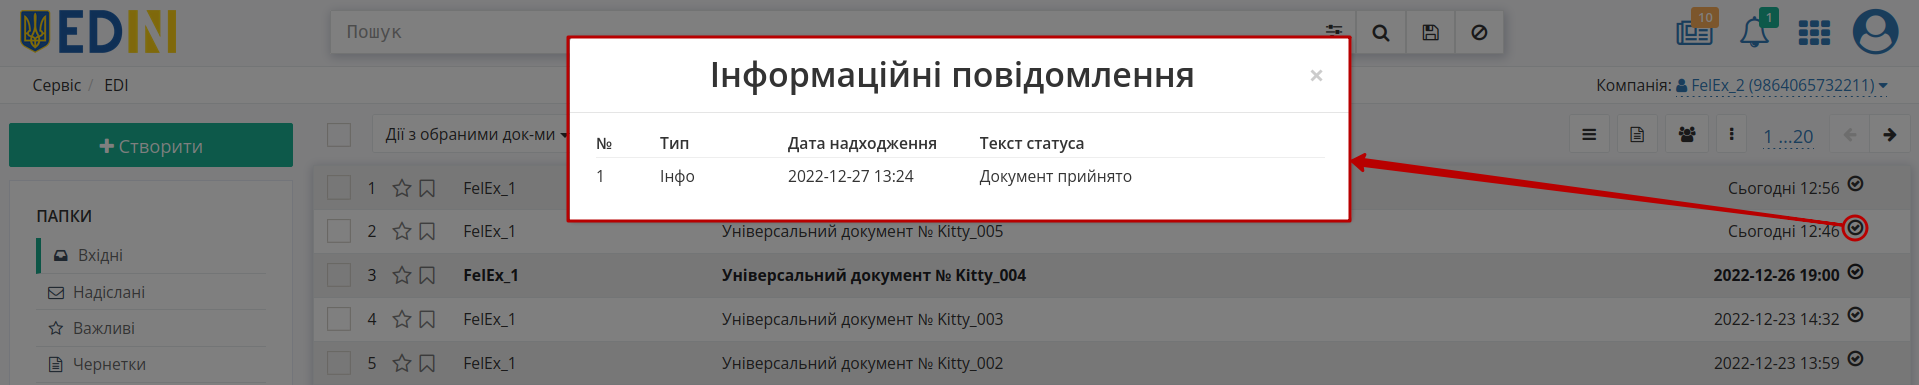 EDIN
Пошук
10
1
Сервіс / EDI
Компанія: FelEx_2 (9864065732211)
Створити
Дії з обраними док-ми
1 ...20
Інформаційні повідомлення
×
№ Тип Дата надходження Текст статуса
1 Інфо 2022-12-27 13:24 Документ прийнято
ПАПКИ
Вхідні
Надіслані
Важливі
Чернетки
1 FelEx_1 Сьогодні 12:56
2 FelEx_1 Універсальний документ № Kitty_005 Сьогодні 12:46
3 FelEx_1 Універсальний документ № Kitty_004 2022-12-26 19:00
4 FelEx_1 Універсальний документ № Kitty_003 2022-12-23 14:32
5 FelEx_1 Універсальний документ № Kitty_002 2022-12-23 13:59